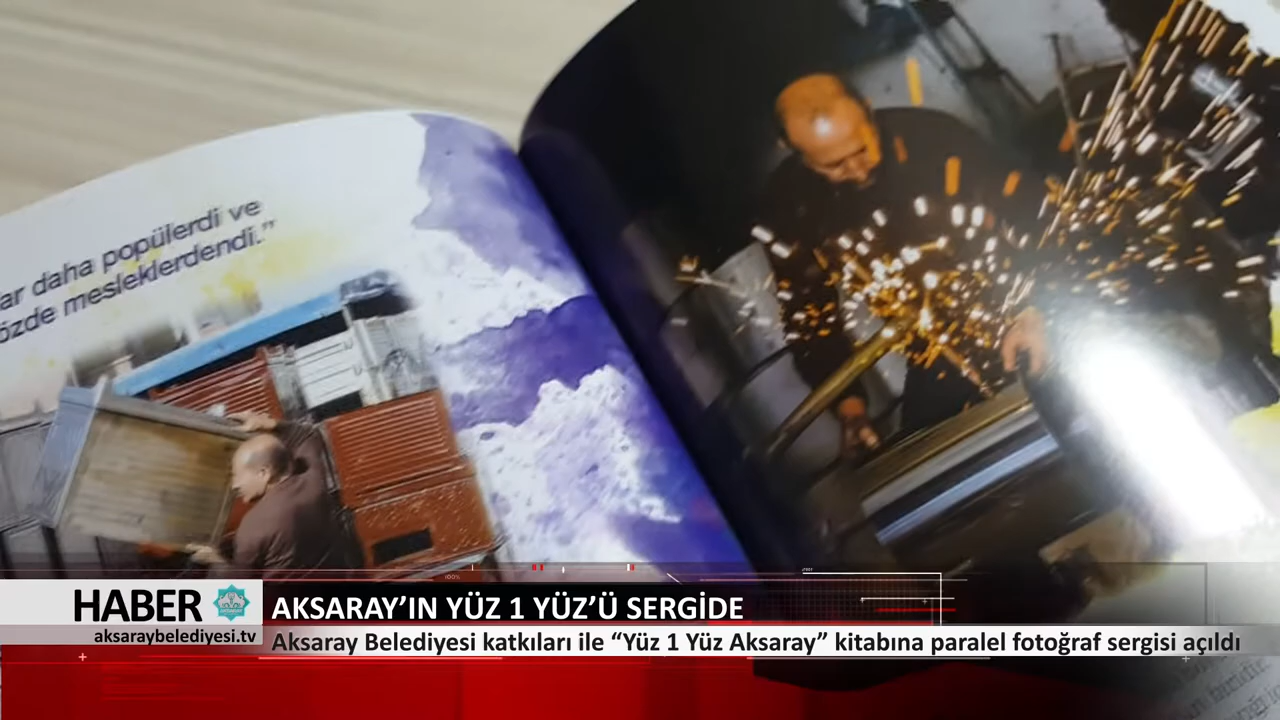 ar daha popülerdi ve
özde mesleklerdendi.”
HABER
aksaraybelediyesi.tv
AKSARAY’IN YÜZ 1 YÜZ’Ü SERGİDE
Aksaray Belediyesi katkıları ile “Yüz 1 Yüz Aksaray” kitabına paralel fotoğraf sergisi açıldı
100%